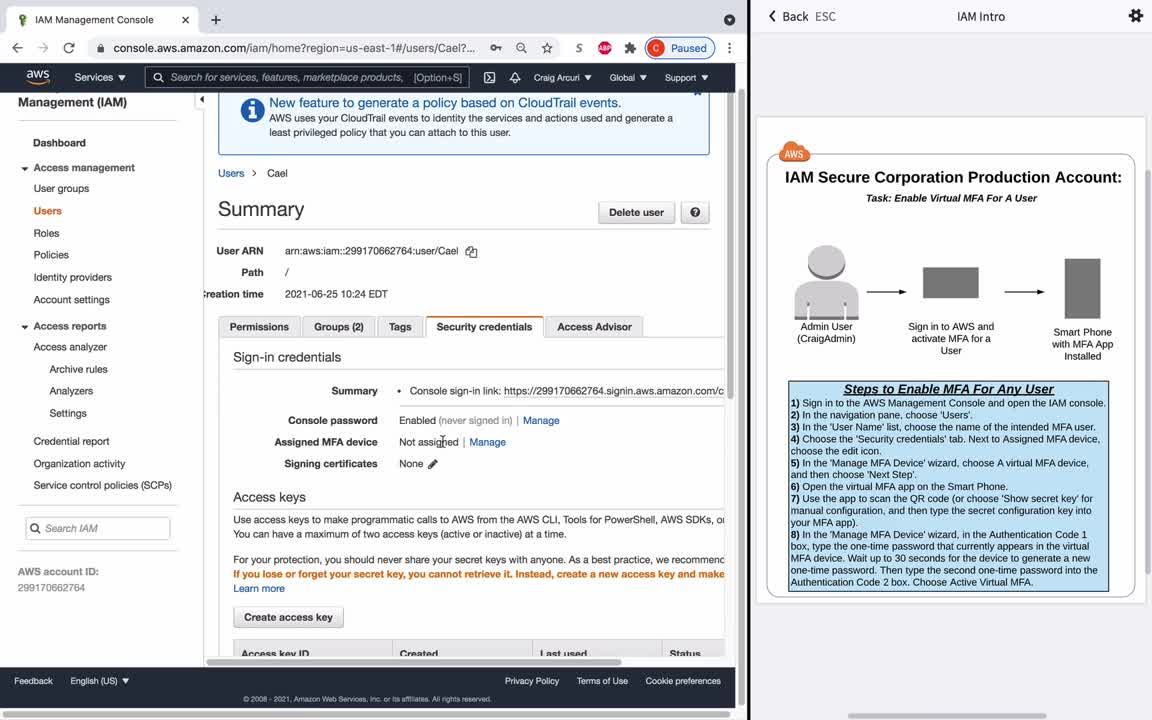 IAM Management Console
console.aws.amazon.com/iam/home?region=us-east-1#/users/Cael?...
S
ABP
C Paused
aws
Services
Search for services, features, marketplace products, [Option+S]
Craig Arcuri
Global
Support
Management (IAM)
Dashboard
Access management
User groups
Users
Roles
Policies
Identity providers
Account settings
Access reports
Access analyzer
Archive rules
Analyzers
Settings
Credential report
Organization activity
Service control policies (SCPs)
Search IAM
AWS account ID:
299170662764
New feature to generate a policy based on CloudTrail events.
AWS uses your CloudTrail events to identify the services and actions used and generate a
least privileged policy that you can attach to this user.
Users > Cael
Summary
Delete user
User ARN arn:aws:iam::299170662764:user/Cael
Path /
Creation time 2021-06-25 10:24 EDT
Permissions Groups (2) Tags Security credentials Access Advisor
Sign-in credentials
Summary • Console sign-in link: https://299170662764.signin.aws.amazon.com/c
Console password Enabled (never signed in) | Manage
Assigned MFA device Not assigned | Manage
Signing certificates None
Access keys
Use access keys to make programmatic calls to AWS from the AWS CLI, Tools for PowerShell, AWS SDKs, or
You can have a maximum of two access keys (active or inactive) at a time.
For your protection, you should never share your secret keys with anyone. As a best practice, we recommend
If you lose or forget your secret key, you cannot retrieve it. Instead, create a new access key and make
Learn more
Create access key
Access key ID Created Last used Status
Feedback English (US) Privacy Policy Terms of Use Cookie preferences
© 2008 - 2021, Amazon Web Services, Inc. or its affiliates. All rights reserved.
Back ESC
IAM Intro
AWS
IAM Secure Corporation Production Account:
Task: Enable Virtual MFA For A User
Admin User
(CraigAdmin)
Sign in to AWS and
activate MFA for a
User
Smart Phone
with MFA App
Installed
Steps to Enable MFA For Any User
1) Sign in to the AWS Management Console and open the IAM console.
2) In the navigation pane, choose 'Users'.
3) In the 'User Name' list, choose the name of the intended MFA user.
4) Choose the 'Security credentials' tab. Next to Assigned MFA device,
choose the edit icon.
5) In the 'Manage MFA Device' wizard, choose A virtual MFA device,
and then choose 'Next Step'.
6) Open the virtual MFA app on the Smart Phone.
7) Use the app to scan the QR code (or choose 'Show secret key' for
manual configuration, and then type the secret configuration key into
your MFA app).
8) In the 'Manage MFA Device' wizard, in the Authentication Code 1
box, type the one-time password that currently appears in the virtual
MFA device. Wait up to 30 seconds for the device to generate a new
one-time password. Then type the second one-time password into the
Authentication Code 2 box. Choose Active Virtual MFA.